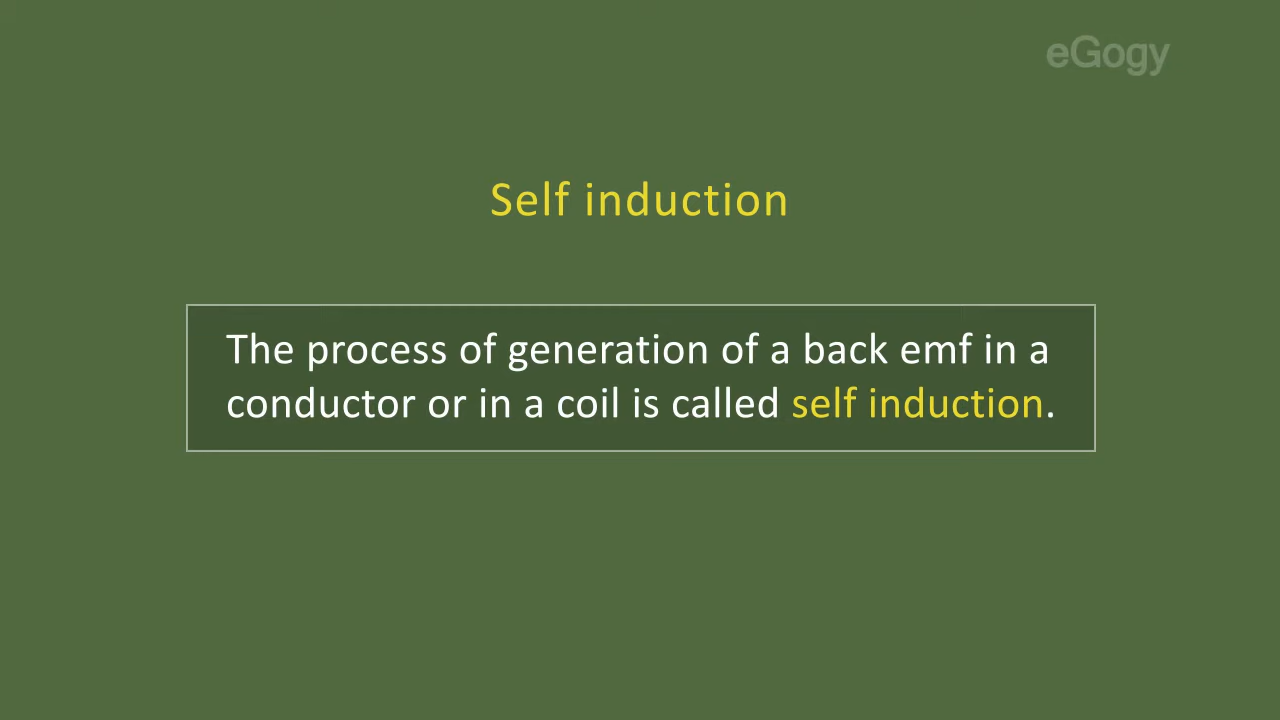 eGogy
Self induction
The process of generation of a back emf in a
conductor or in a coil is called self induction.